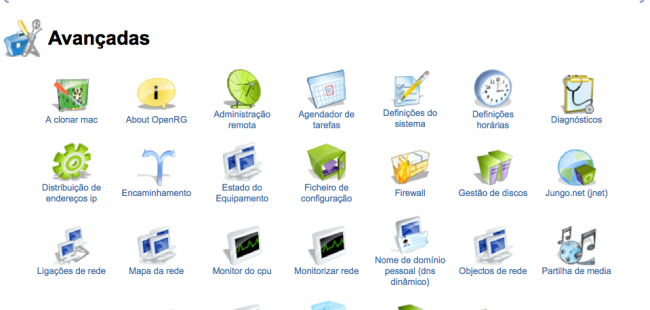 Avançadas
A clonar mac
About OpenRG
Administração
remota
Agendador de
tarefas
Definições do
sistema
Definições
horárias
Diagnósticos
Distribuição de
endereços ip
Encaminhamento
Estado do
Equipamento
Ficheiro de
configuração
Firewall
Gestão de discos
Jungo.net (jnet)
Ligações de rede
Mapa da rede
Monitor do cpu
Monitorizar rede
Nome de domínio
pessoal (dns
dinâmico)
Objectos de rede
Partilha de media